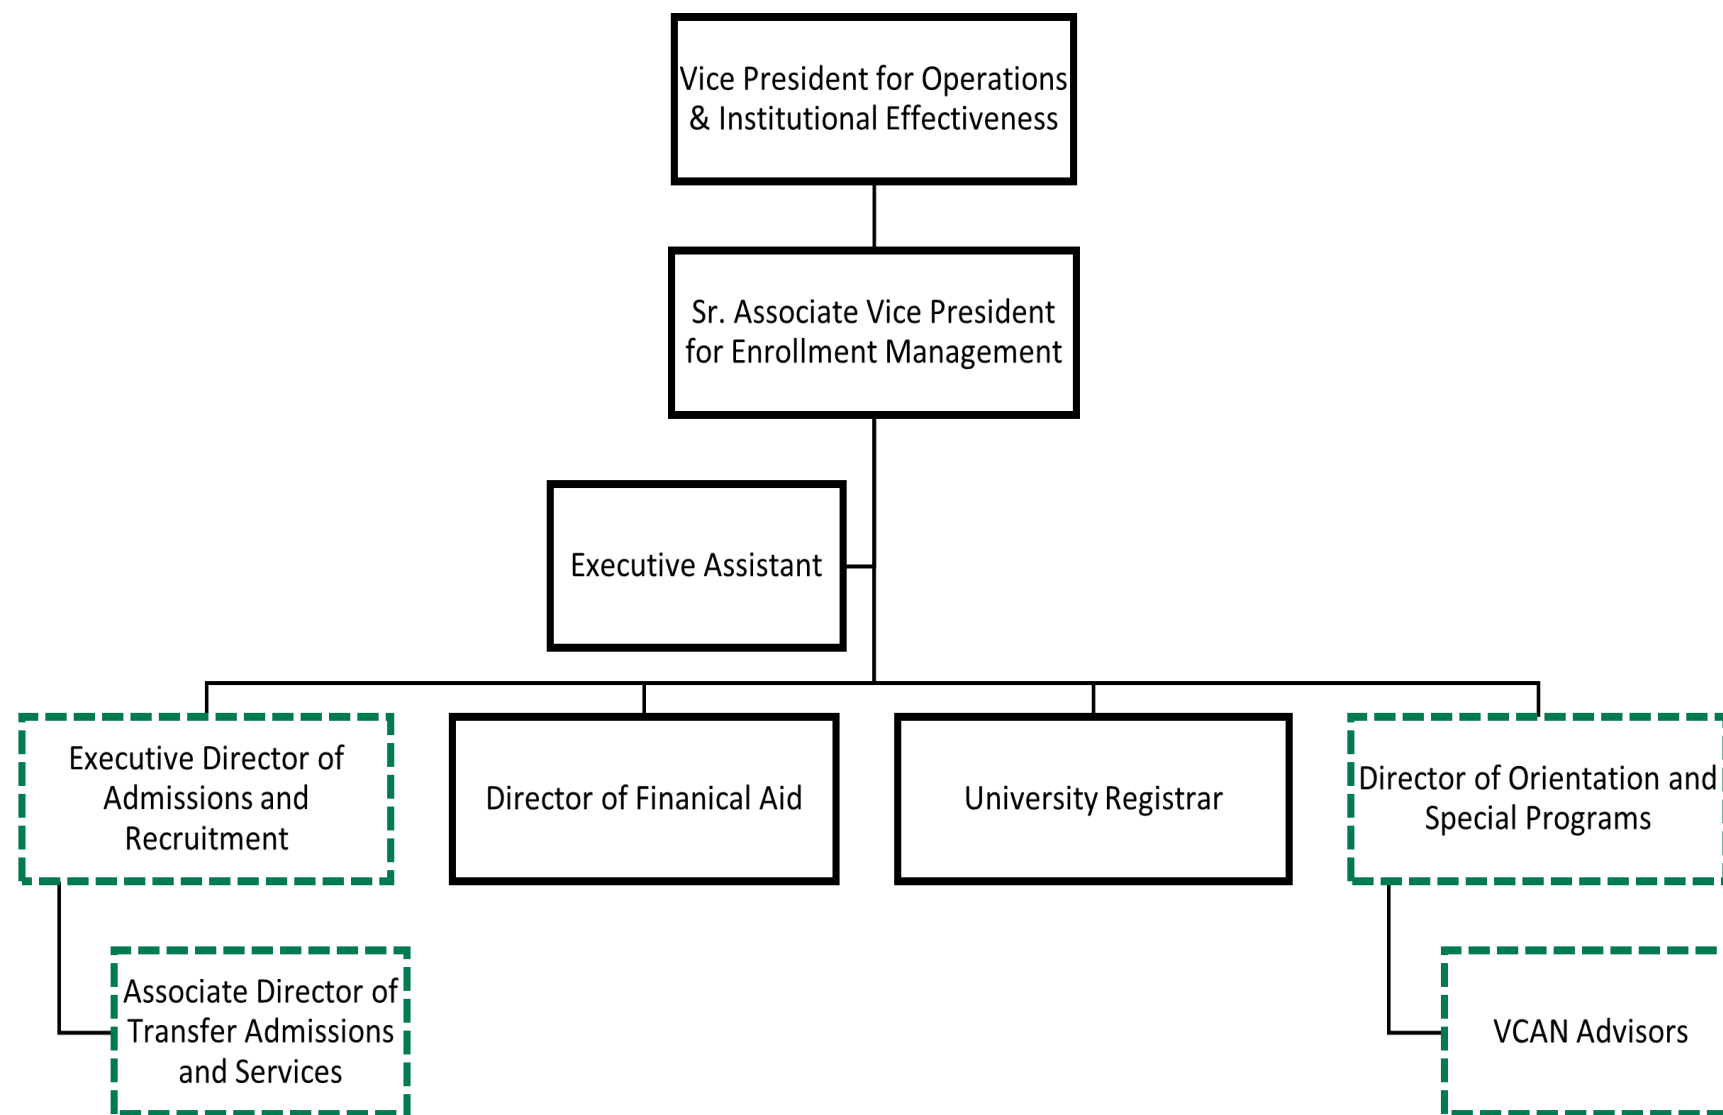 Vice President for Operations
& Institutional Effectiveness
Sr. Associate Vice President
for Enrollment Management
Executive Assistant
Executive Director of
Admissions and
Recruitment
Director of Finanical Aid
University Registrar
Director of Orientation and
Special Programs
Associate Director of
Transfer Admissions
and Services
VCAN Advisors